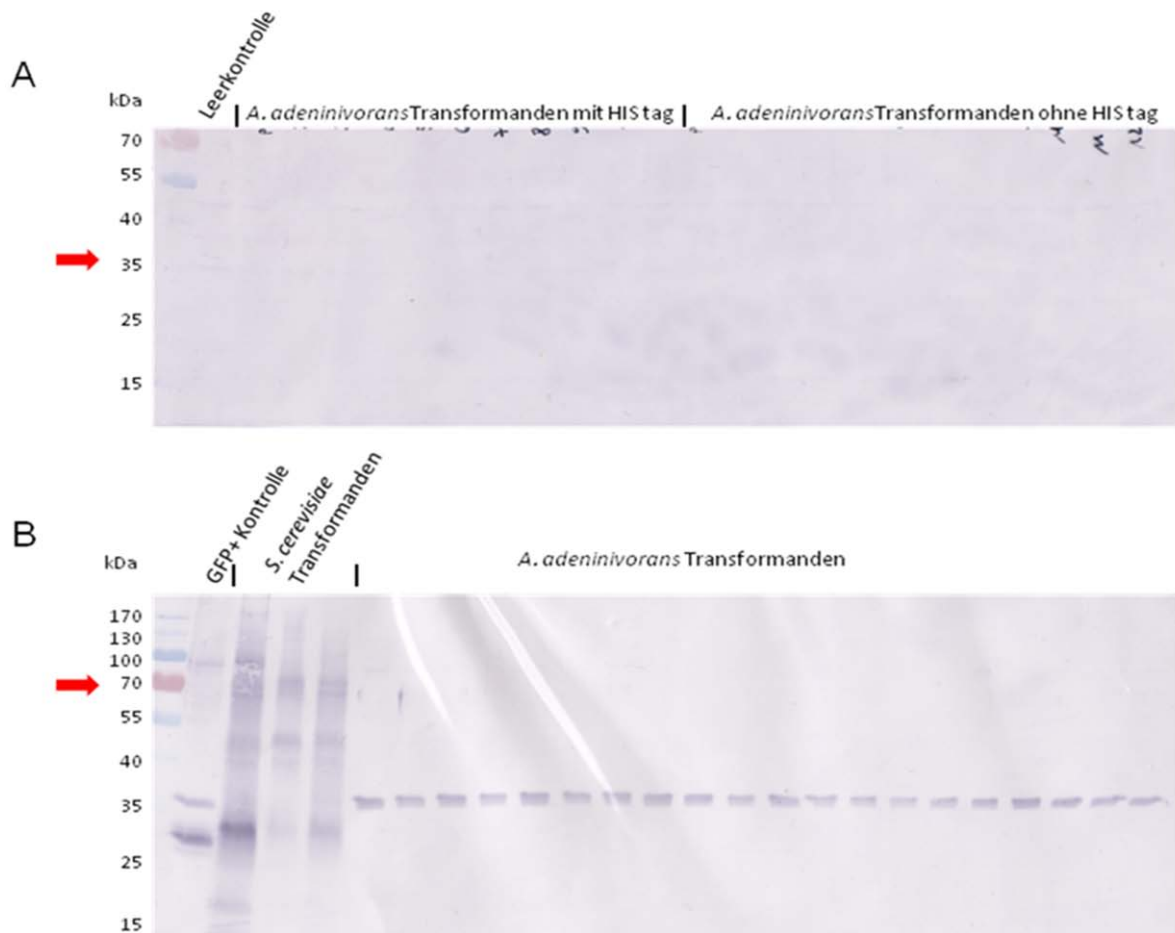 A
Leerkontrolle
kDa
A. adeninivorans Transformanden mit HIS tag
A. adeninivorans Transformanden ohne HIS tag
70
55
40
35
25
15
B
GFP+ Kontrolle
S. cerevisiae
Transformanden
kDa
A. adeninivorans Transformanden
170
130
100
70
55
40
35
25
15